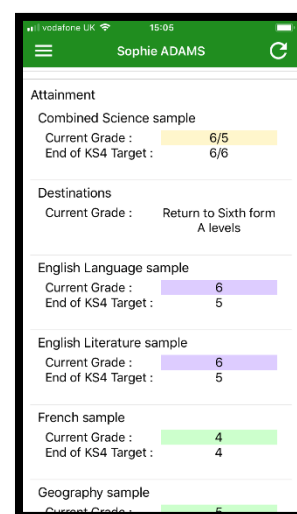 vodafone UK 15:05
Sophie ADAMS
Attainment
Combined Science sample
Current Grade : 6/5
End of KS4 Target : 6/6
Destinations
Current Grade : Return to Sixth form
A levels
English Language sample
Current Grade : 6
End of KS4 Target : 5
English Literature sample
Current Grade : 6
End of KS4 Target : 5
French sample
Current Grade : 4
End of KS4 Target : 4
Geography sample
Current Grade : 5